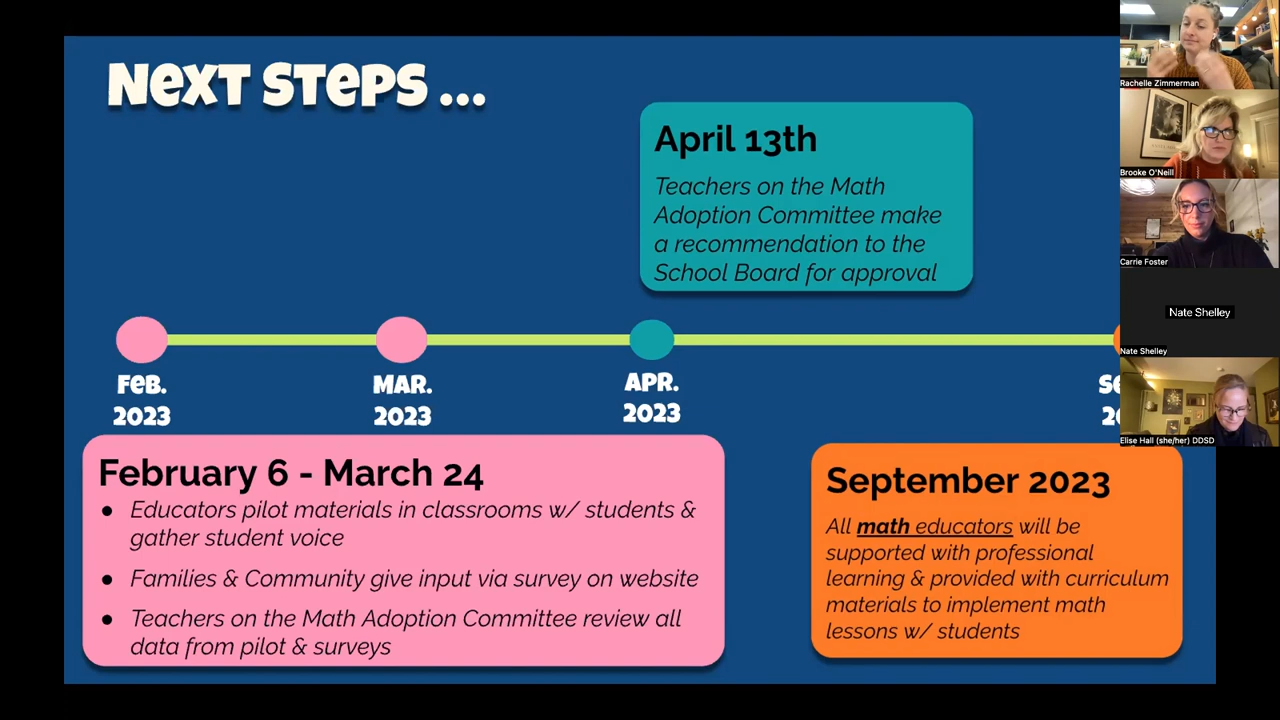 Next Steps ...
April 13th
Teachers on the Math
Adoption Committee make
a recommendation to the
School Board for approval
Feb.
2023
Mar.
2023
Apr.
2023
February 6 - March 24
● Educators pilot materials in classrooms w/ students &
gather student voice
● Families & Community give input via survey on website
● Teachers on the Math Adoption Committee review all
data from pilot & surveys
September 2023
All math educators will be
supported with professional
learning & provided with curriculum
materials to implement math
lessons w/ students
Rachelle Zimmerman
Brooke O'Neill
Carrie Foster
Nate Shelley
Nate Shelley
Elise Hall (she/her) DDSD